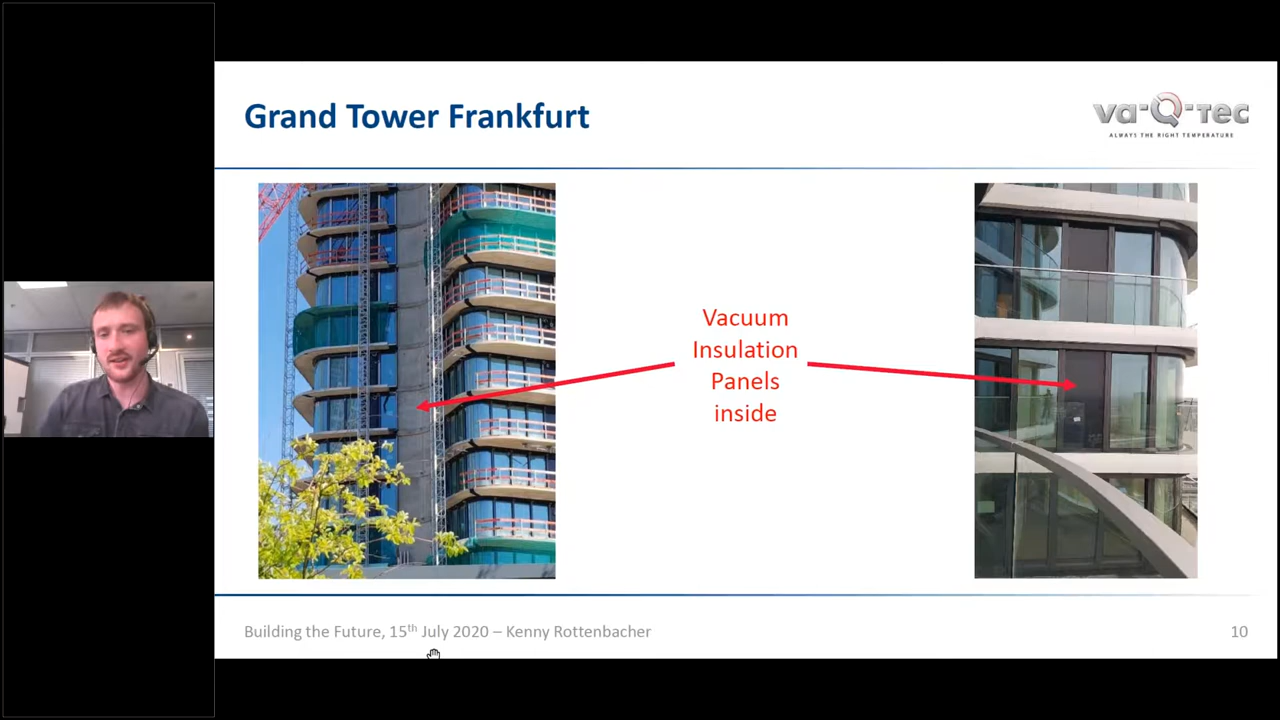 Grand Tower Frankfurt
va-Q-tec
ALWAYS THE RIGHT TEMPERATURE
Vacuum
Insulation
Panels
inside
Building the Future, 15th July 2020 – Kenny Rottenbacher
10